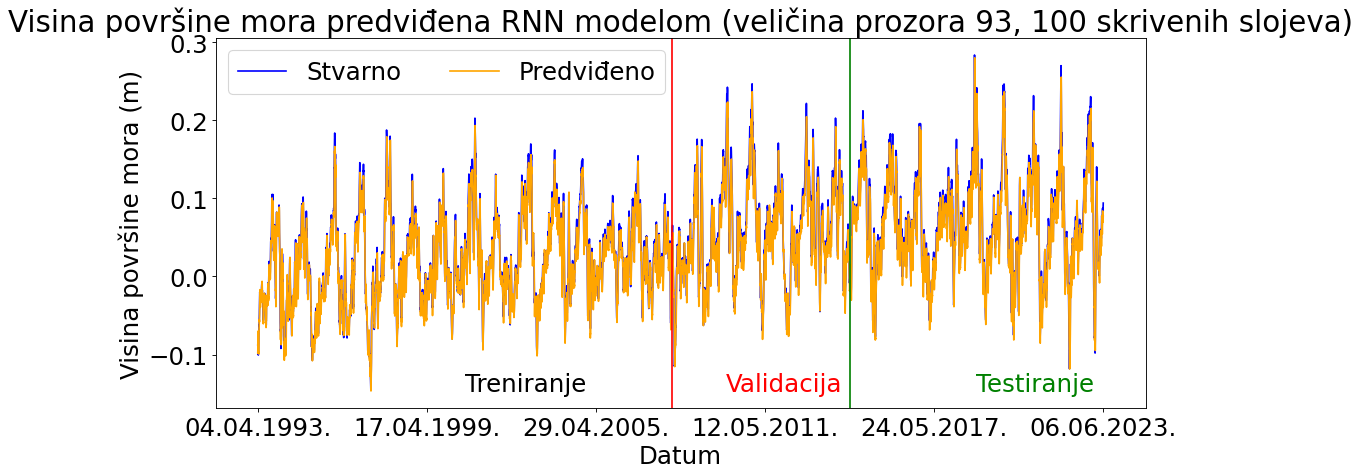 Visina površine mora predviđena RNN modelom (veličina prozora 93, 100 skrivenih slojeva)
Stvarno Predviđeno
0.3
0.2
0.1
0.0
−0.1
Visina površine mora (m)
Treniranje Validacija Testiranje
04.04.1993. 17.04.1999. 29.04.2005. 12.05.2011. 24.05.2017. 06.06.2023.
Datum